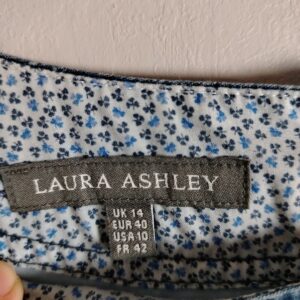 LAURA ASHLEY
UK 14
EUR 40
USA 10
FR 42